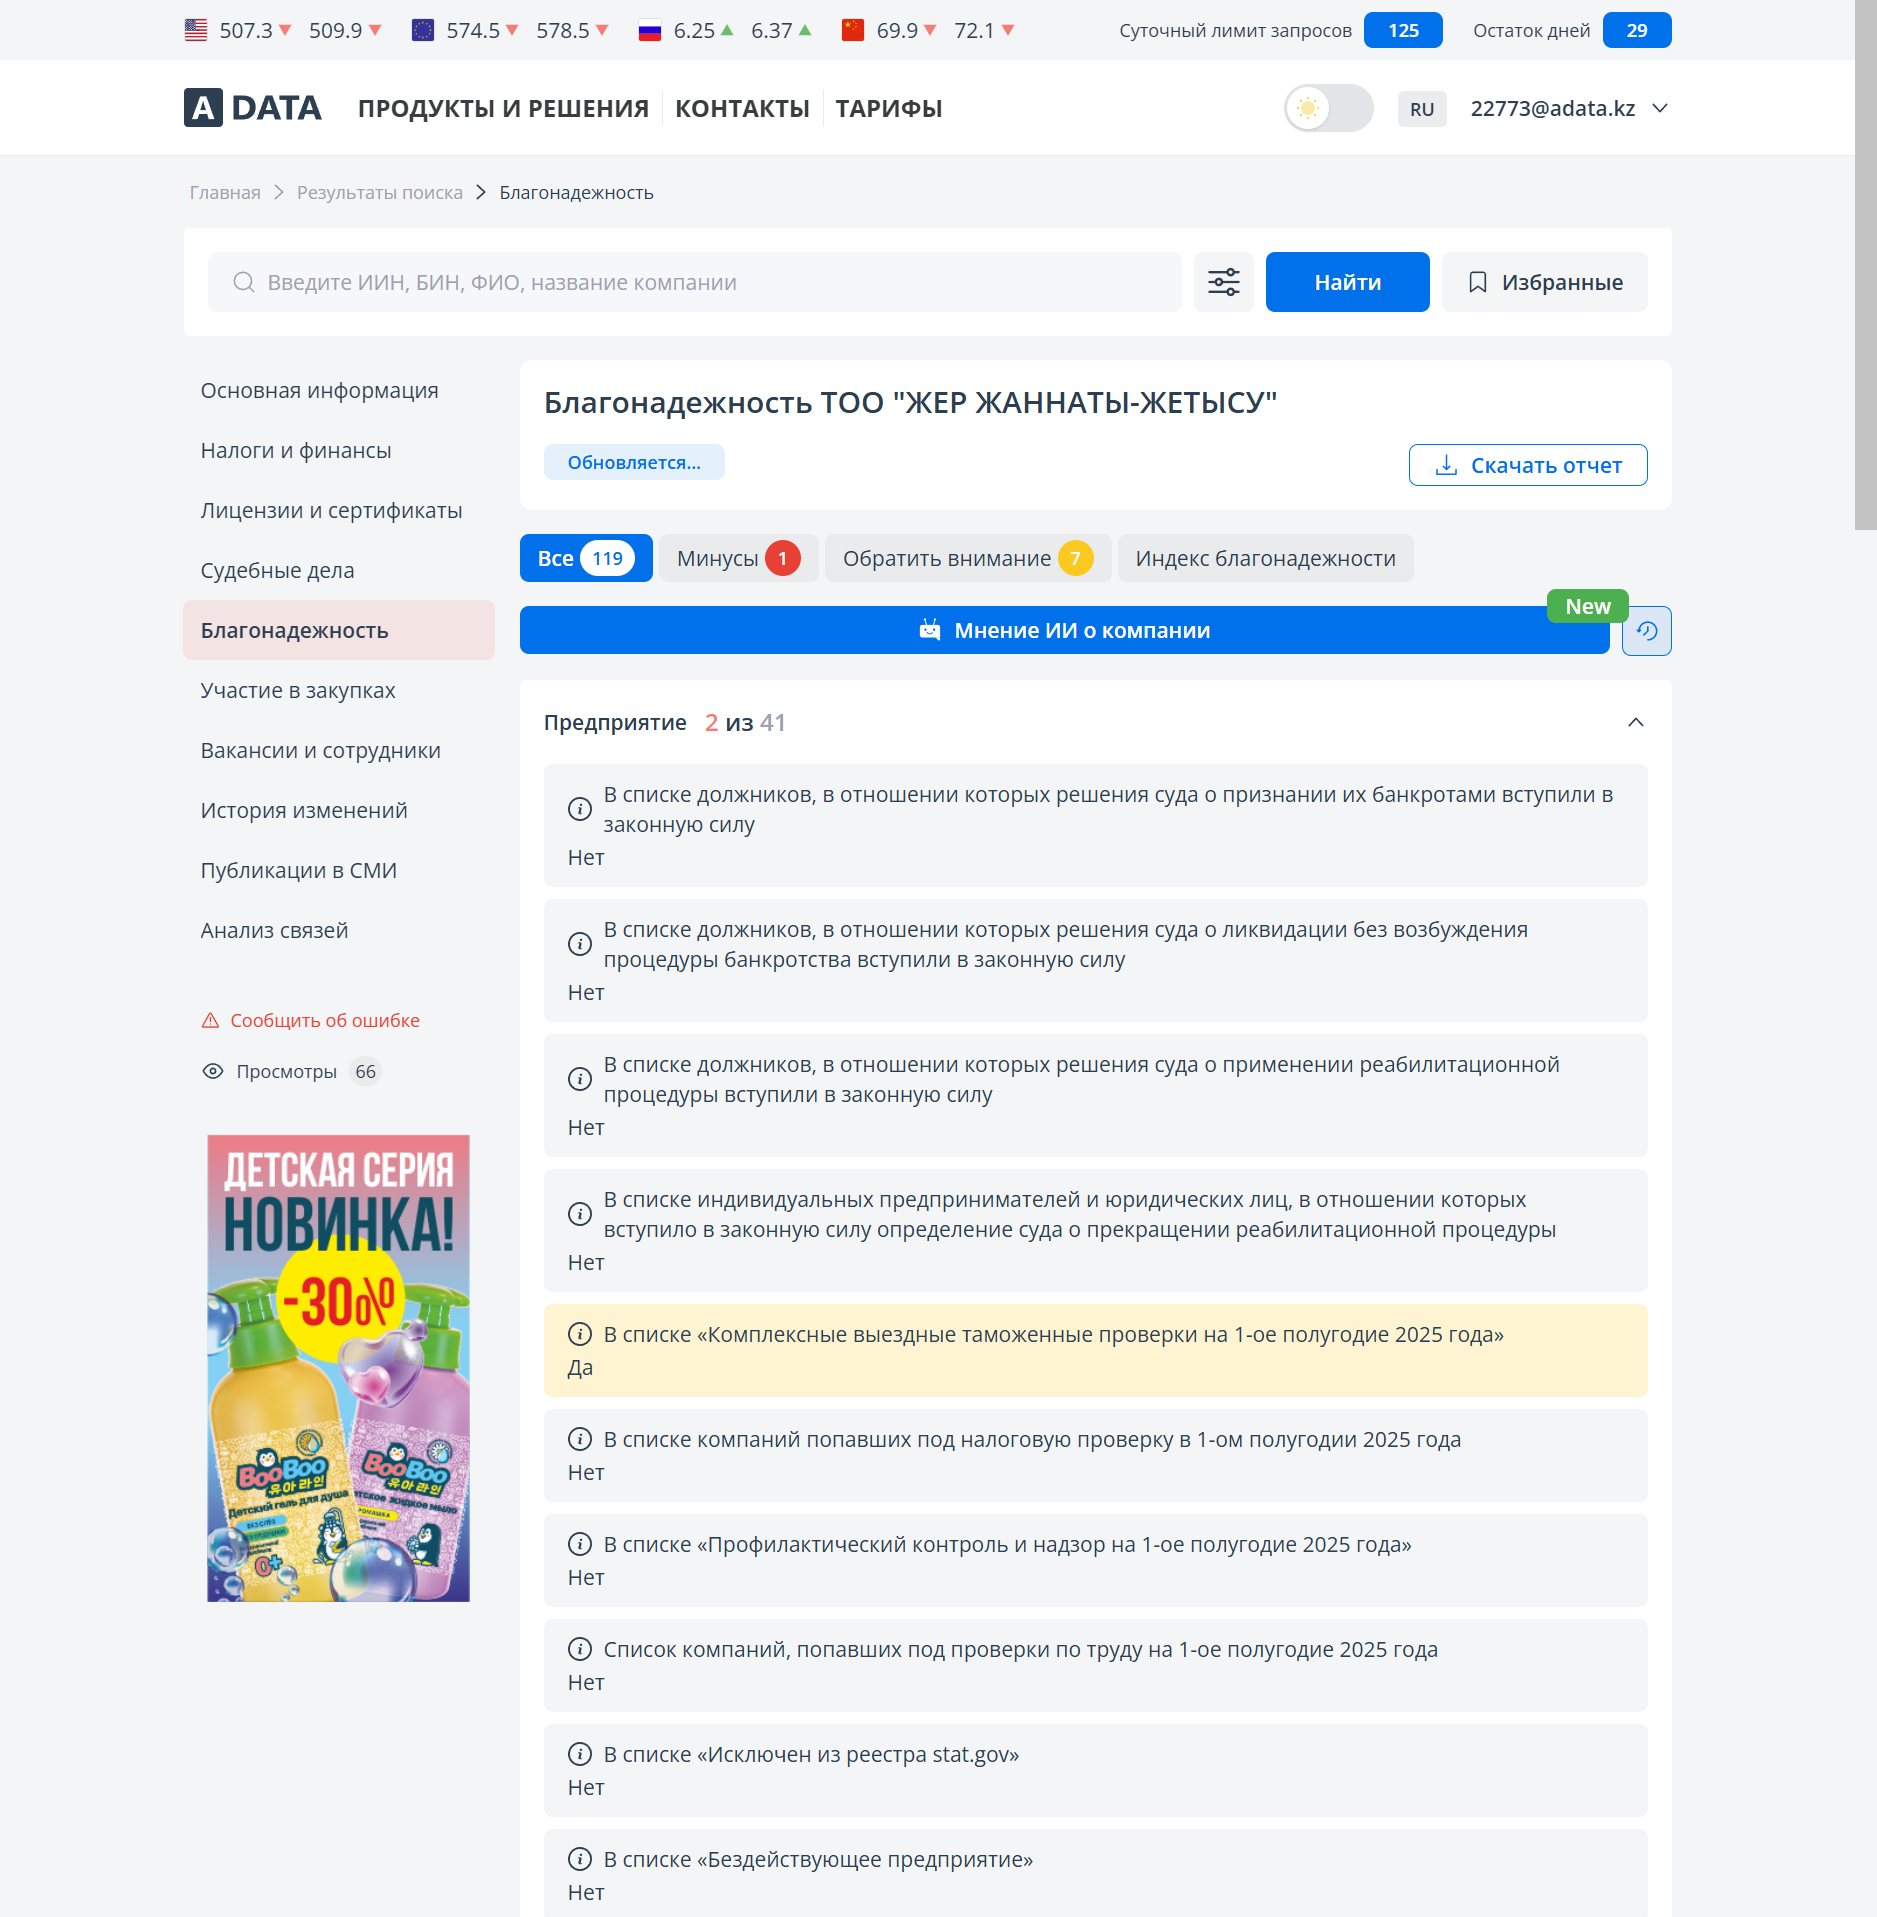 507.3 509.9 574.5 578.5 6.25 6.37 69.9 72.1 Суточный лимит запросов 125 Остаток дней 29
A DATA ПРОДУКТЫ И РЕШЕНИЯ КОНТАКТЫ ТАРИФЫ RU 22773@adata.kz
Главная Результаты поиска Благонадежность
Введите ИИН, БИН, ФИО, название компании Найти Избранные
Основная информация
Налоги и финансы
Лицензии и сертификаты
Судебные дела
Благонадежность
Участие в закупках
Вакансии и сотрудники
История изменений
Публикации в СМИ
Анализ связей
Сообщить об ошибке
Просмотры 66
ДЕТСКАЯ СЕРИЯ
НОВИНКА!
-30%
BooBoo
유아 라인
Детский гель для душа
0+
BooBoo
유아 라인
жидкое мыло
Благонадежность ТОО "ЖЕР ЖАННАТЫ-ЖЕТЫСУ"
Обновляется... Скачать отчет
Все 119 Минусы 1 Обратить внимание 7 Индекс благонадежности
New
Мнение ИИ о компании
Предприятие 2 из 41
В списке должников, в отношении которых решения суда о признании их банкротами вступили в
законную силу
Нет
В списке должников, в отношении которых решения суда о ликвидации без возбуждения
процедуры банкротства вступили в законную силу
Нет
В списке должников, в отношении которых решения суда о применении реабилитационной
процедуры вступили в законную силу
Нет
В списке индивидуальных предпринимателей и юридических лиц, в отношении которых
вступило в законную силу определение суда о прекращении реабилитационной процедуры
Нет
В списке «Комплексные выездные таможенные проверки на 1-ое полугодие 2025 года»
Да
В списке компаний попавших под налоговую проверку в 1-ом полугодии 2025 года
Нет
В списке «Профилактический контроль и надзор на 1-ое полугодие 2025 года»
Нет
Список компаний, попавших под проверки по труду на 1-ое полугодие 2025 года
Нет
В списке «Исключен из реестра stat.gov»
Нет
В списке «Бездействующее предприятие»
Нет